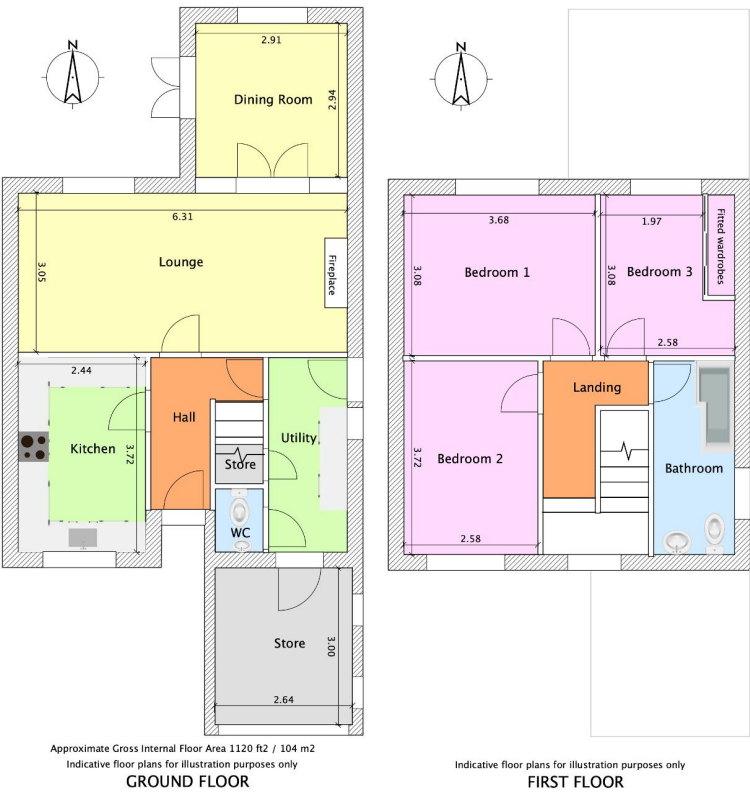 N
2.91
Dining Room
2.94
6.31
Lounge
3.05
Fireplace
2.44
Kitchen
3.72
Hall
Store
Utility
WC
Store
3.00
2.64
Approximate Gross Internal Floor Area 1120 ft2 / 104 m2
Indicative floor plans for illustration purposes only
GROUND FLOOR
N
3.68
Bedroom 1
3.08
1.97
Bedroom 3
3.08
Fitted wardrobes
2.58
Landing
Bedroom 2
3.72
2.58
Bathroom
Indicative floor plans for illustration purposes only
FIRST FLOOR